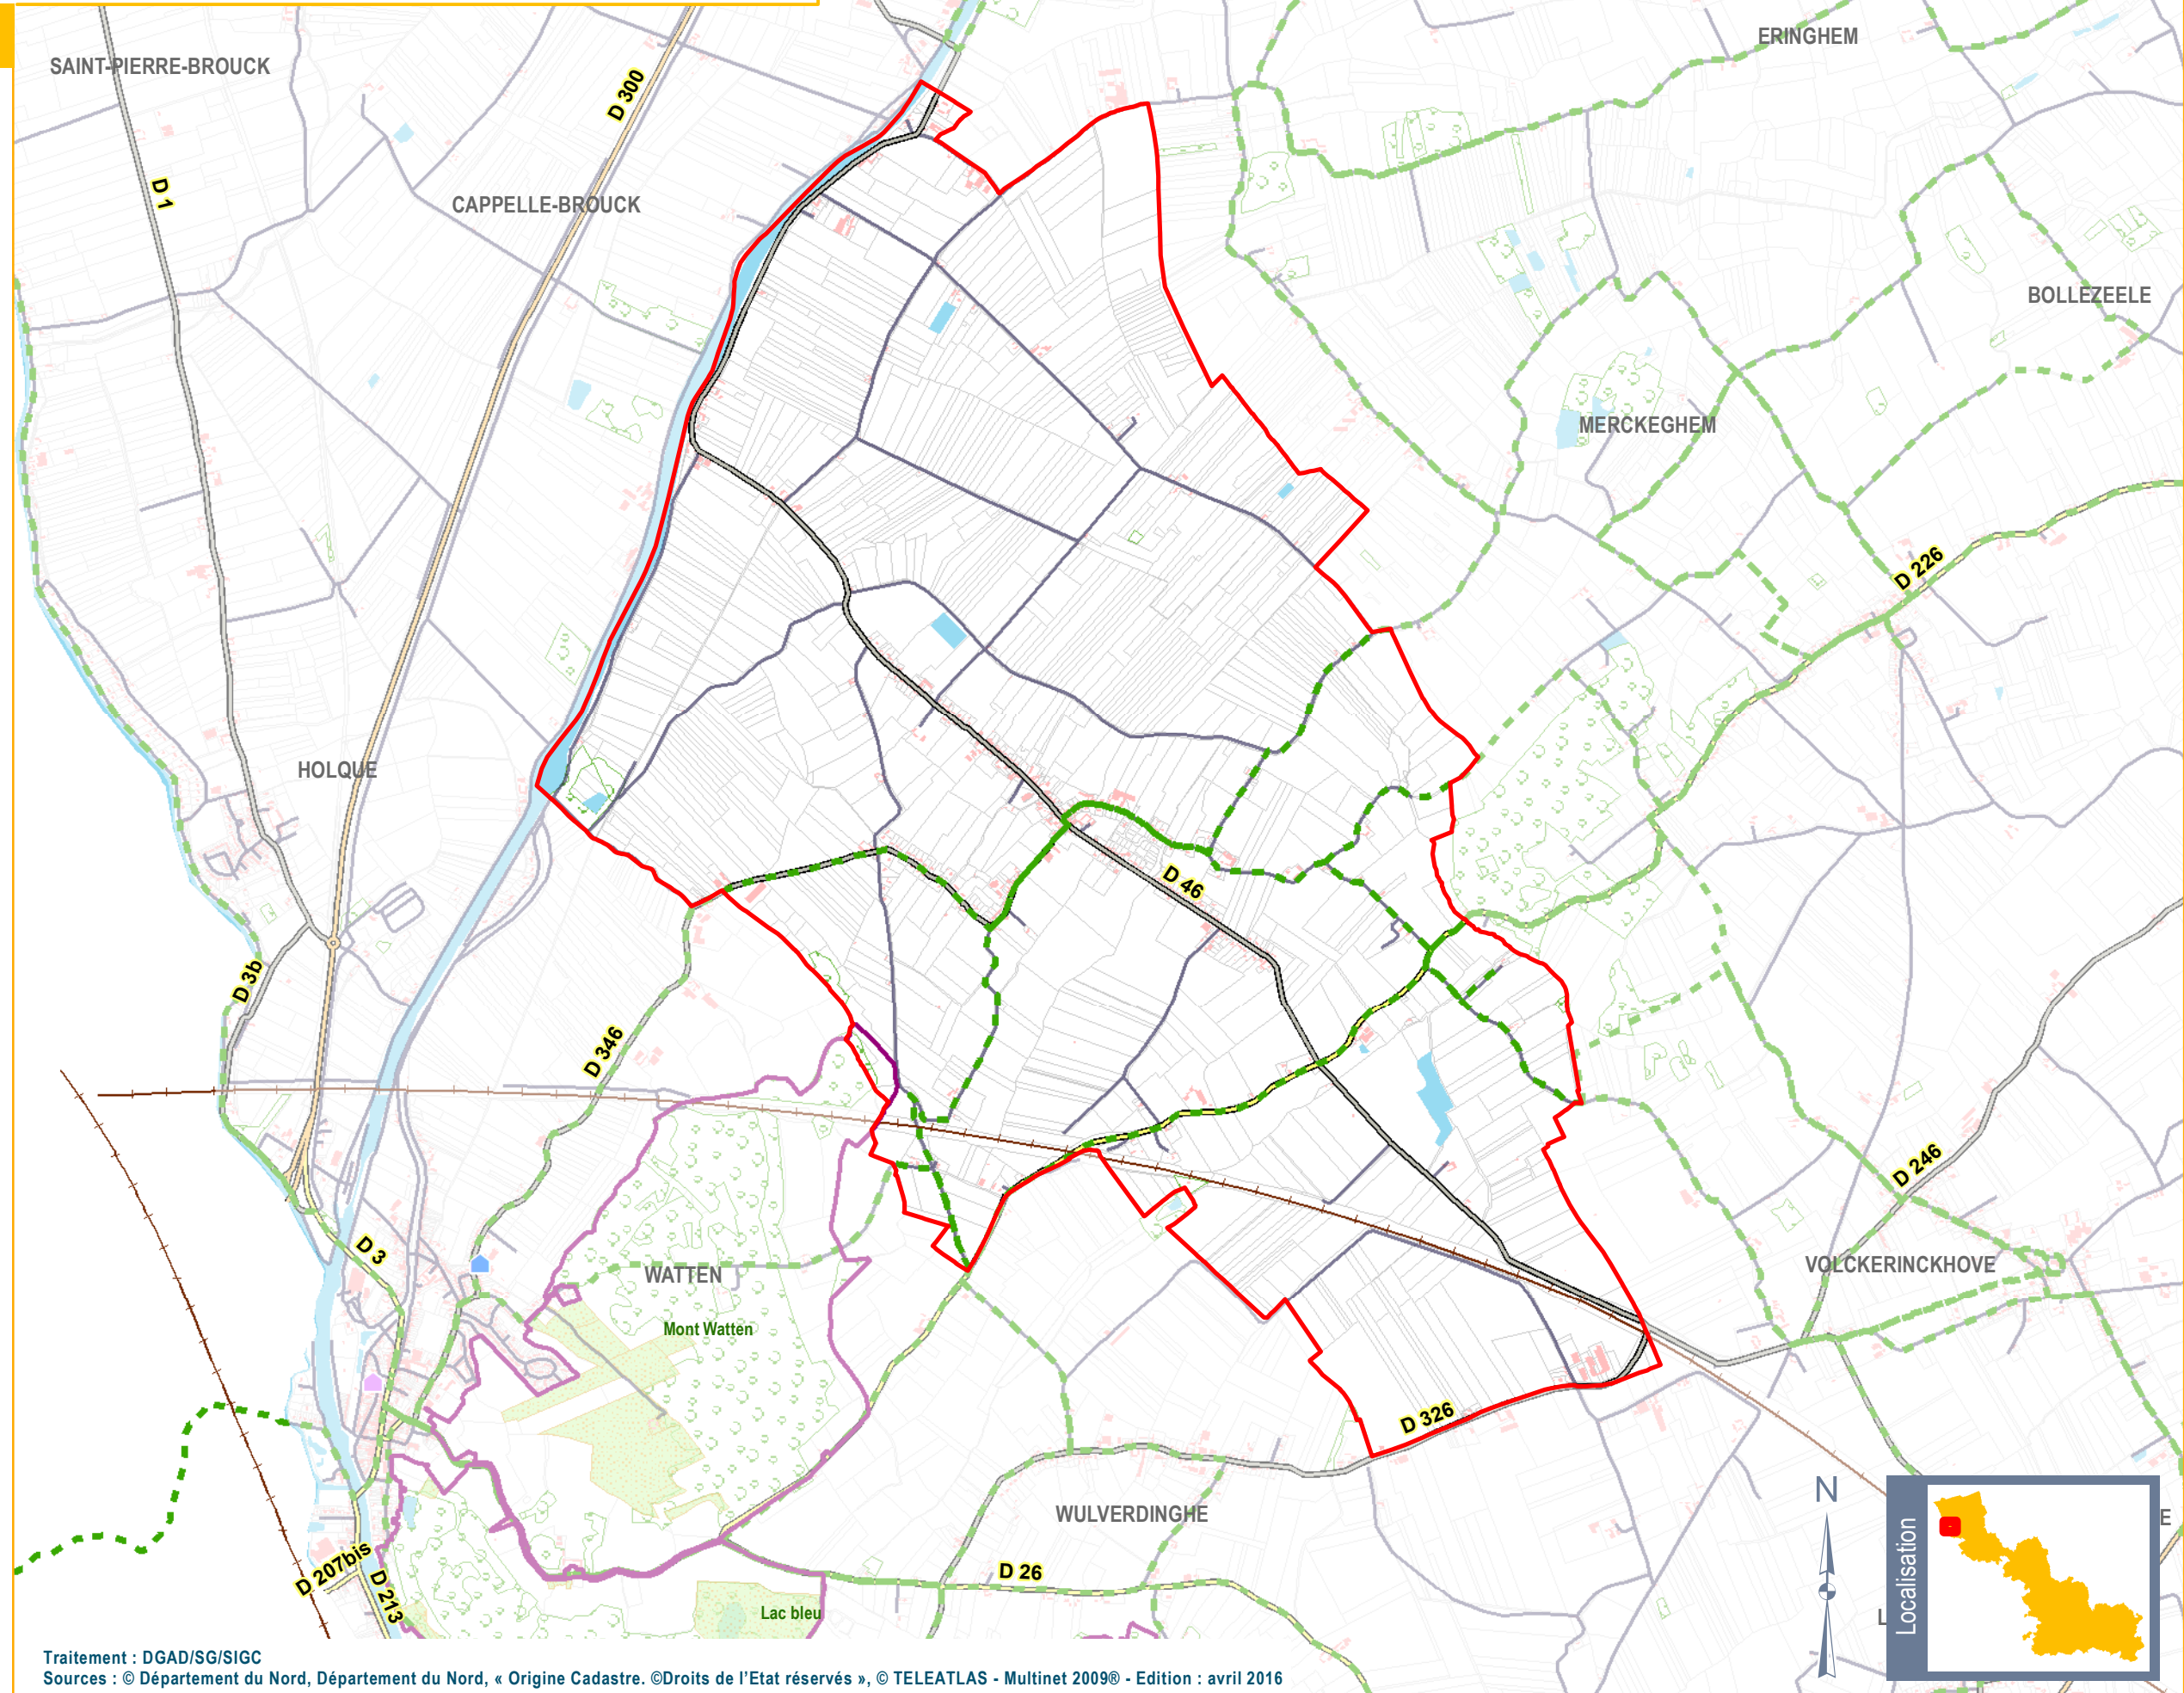 ERINGHEM
SAINT-PIERRE-BROUCK
D 300
D 1
CAPPELLE-BROUCK
BOLLEZEELE
MERCKEGHEM
D 226
HOLQUE
D 46
D 3b
D 346
D 246
D 3
WATTEN
VOLCKERINCKHOVE
Mont Watten
D 326
N
WULVERDINGHE
E
Localisation
D 207bis
D 26
D 213
Lac bleu
L
Traitement : DGAD/SG/SIGC
Sources : © Département du Nord, Département du Nord, « Origine Cadastre. ©Droits de l'Etat réservés », © TELEATLAS - Multinet 2009® - Edition : avril 2016